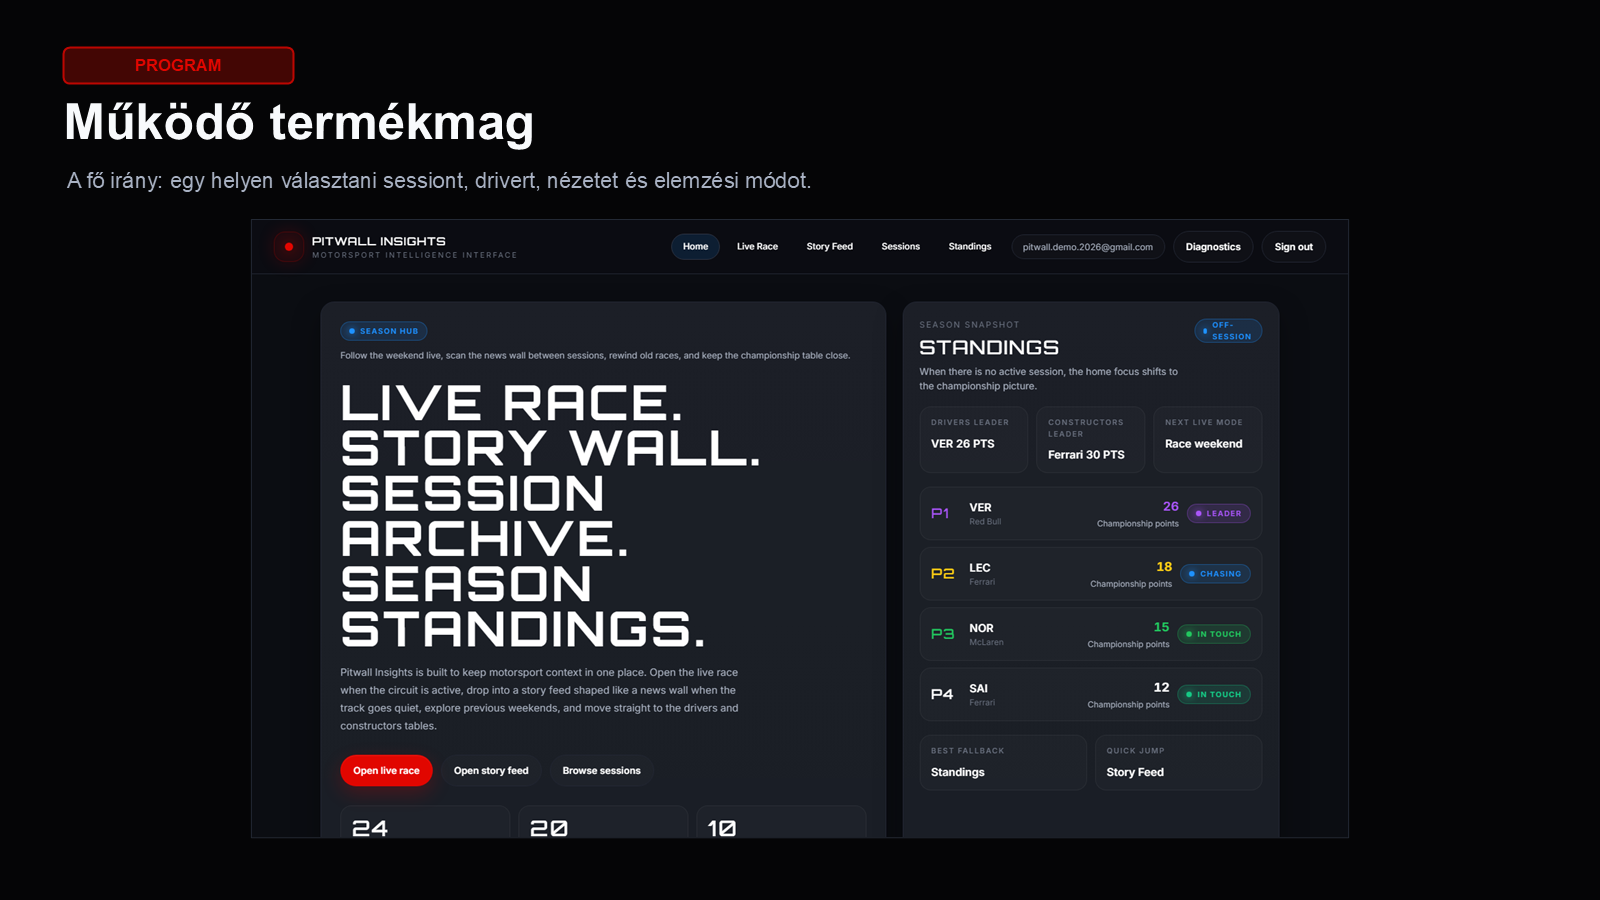 PROGRAM
Működő termékmag
A fő irány: egy helyen választani sessiont, drivert, nézetet és elemzési módot.
PITWALL INSIGHTS
MOTORSPORT INTELLIGENCE INTERFACE
Home
Live Race
Story Feed
Sessions
Standings
pitwall.demo.2026@gmail.com
Diagnostics
Sign out
SEASON HUB
Follow the weekend live, scan the news wall between sessions, rewind old races, and keep the championship table close.
LIVE RACE.
STORY WALL.
SESSION
ARCHIVE.
SEASON
STANDINGS.
Pitwall Insights is built to keep motorsport context in one place. Open the live race
when the circuit is active, drop into a story feed shaped like a news wall when the
track goes quiet, explore previous weekends, and move straight to the drivers and
constructors tables.
Open live race
Open story feed
Browse sessions
24
20
10
SEASON SNAPSHOT
OFF-
SESSION
STANDINGS
When there is no active session, the home focus shifts to
the championship picture.
DRIVERS LEADER
VER 26 PTS
CONSTRUCTORS
LEADER
Ferrari 30 PTS
NEXT LIVE MODE
Race weekend
P1
VER
Red Bull
26
Championship points
LEADER
P2
LEC
Ferrari
18
Championship points
CHASING
P3
NOR
McLaren
15
Championship points
IN TOUCH
P4
SAI
Ferrari
12
Championship points
IN TOUCH
BEST FALLBACK
Standings
QUICK JUMP
Story Feed